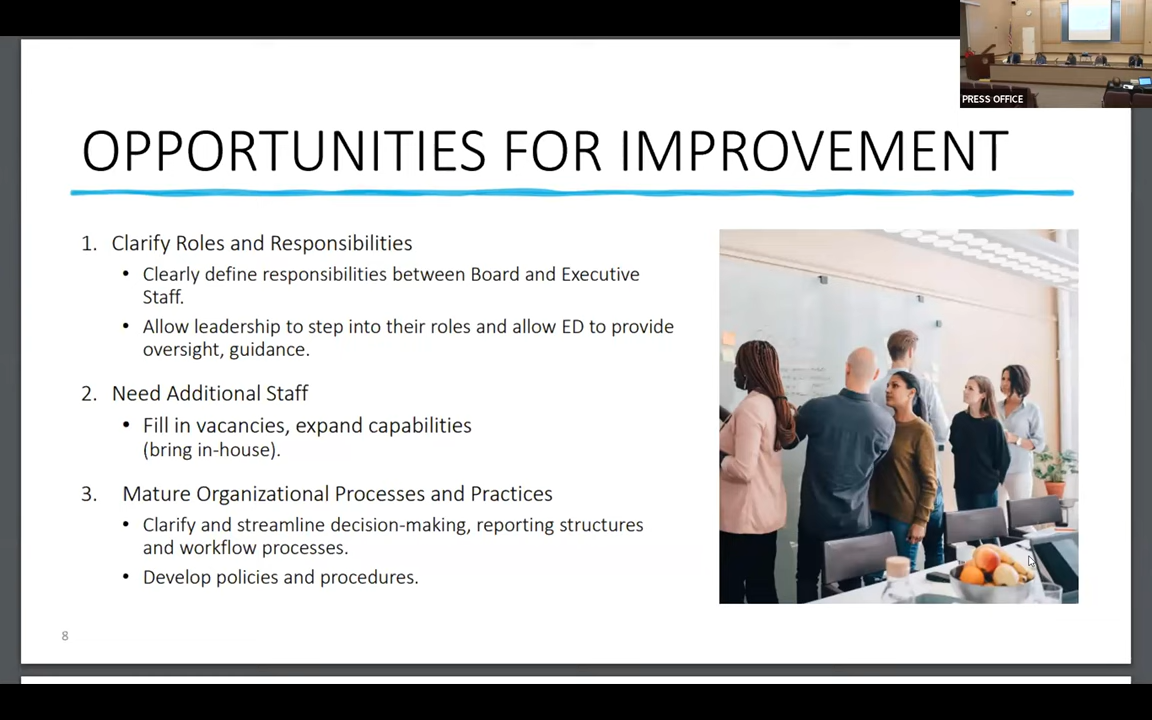 PRESS OFFICE
OPPORTUNITIES FOR IMPROVEMENT
1. Clarify Roles and Responsibilities
• Clearly define responsibilities between Board and Executive
Staff.
• Allow leadership to step into their roles and allow ED to provide
oversight, guidance.
2. Need Additional Staff
• Fill in vacancies, expand capabilities
(bring in-house).
3. Mature Organizational Processes and Practices
• Clarify and streamline decision-making, reporting structures
and workflow processes.
• Develop policies and procedures.
8